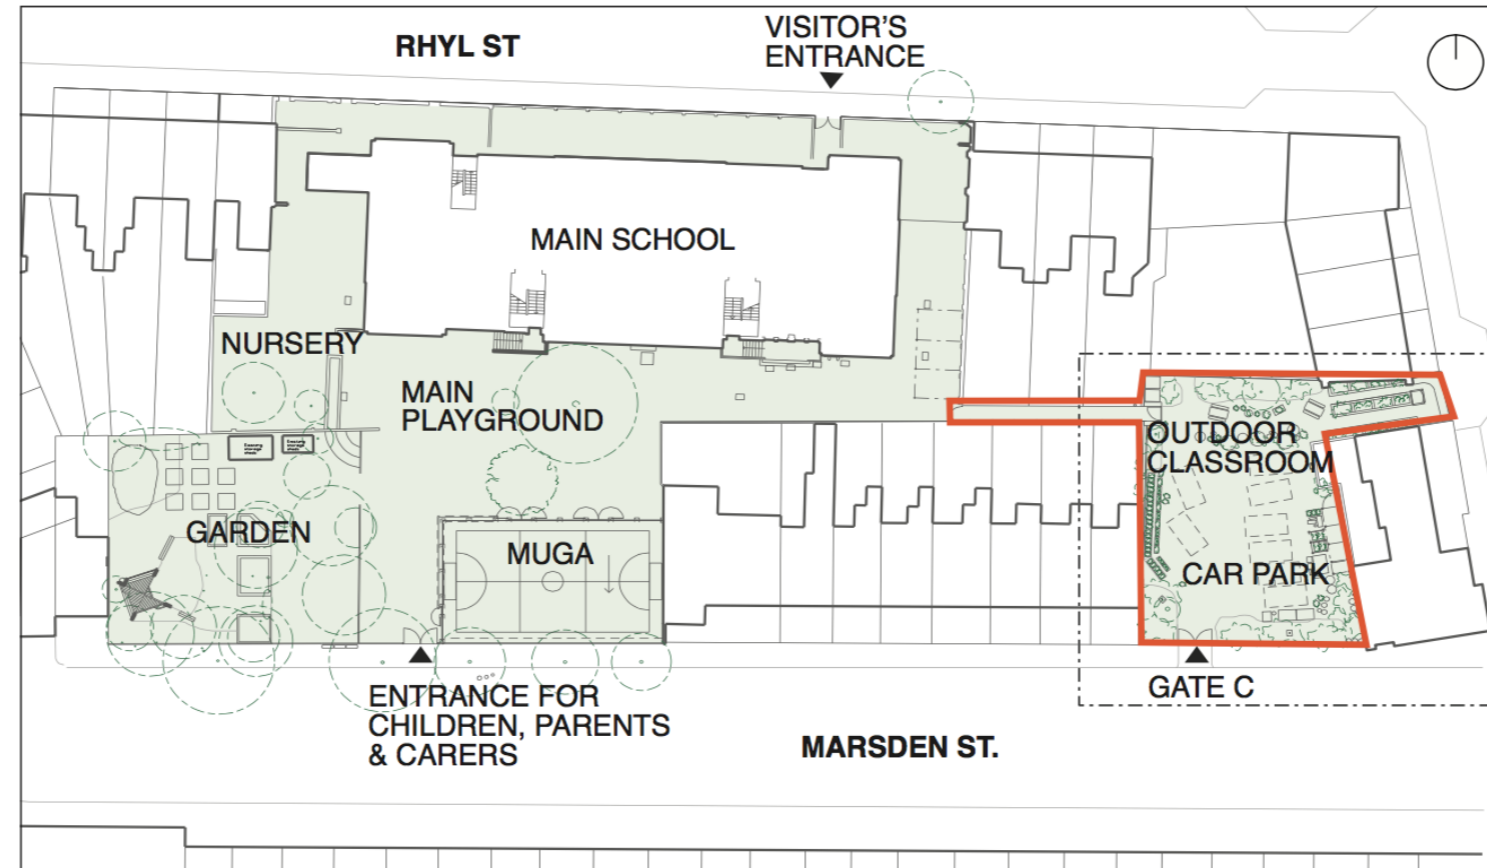 RHYL ST
VISITOR'S
ENTRANCE
MAIN SCHOOL
NURSERY
MAIN
PLAYGROUND
OUTDOOR
CLASSROOM
GARDEN
MUGA
CAR PARK
ENTRANCE FOR
CHILDREN, PARENTS
& CARERS
GATE C
MARSDEN ST.